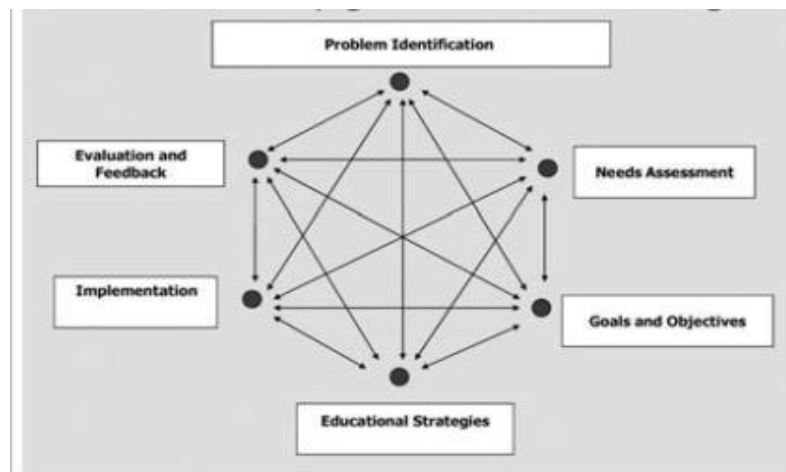 Problem Identification
Evaluation and
Feedback
Needs Assessment
Implementation
Goals and Objectives
Educational Strategies